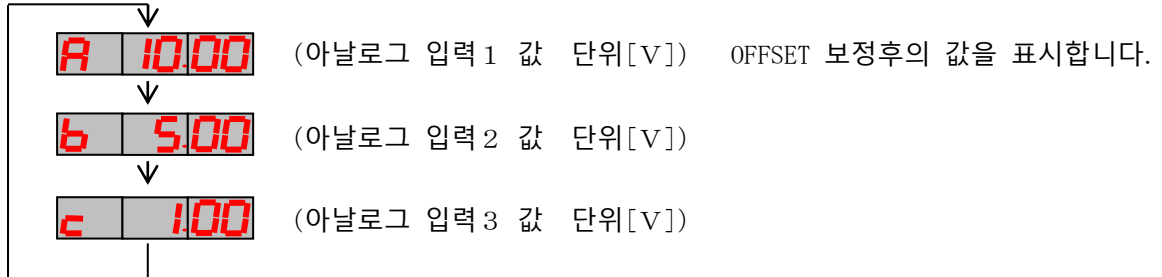 A 10.00 (아날로그 입력1 값 단위[V]) OFFSET 보정후의 값을 표시합니다.
b 5.00 (아날로그 입력2 값 단위[V])
c 1.00 (아날로그 입력3 값 단위[V])